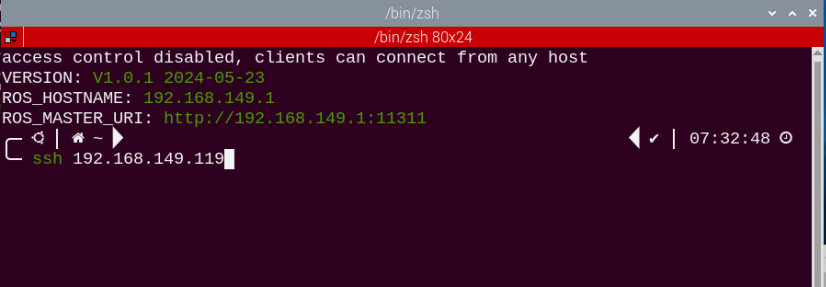 /bin/zsh
/bin/zsh 80x24
access control disabled, clients can connect from any host
VERSION: V1.0.1 2024-05-23
ROS_HOSTNAME: 192.168.149.1
ROS_MASTER_URI: http://192.168.149.1:11311
~ ✔ 07:32:48
ssh 192.168.149.119